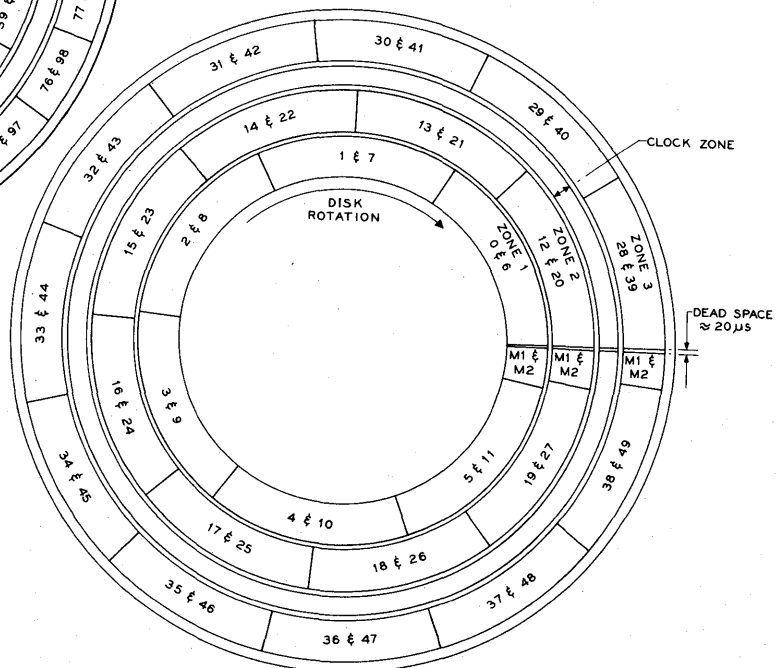 39 &
77
76 & 98
& 97
30 & 41
31 & 42
29 & 40
32 & 43
14 & 22
13 & 21
1 & 7
CLOCK ZONE
DISK
ROTATION
2 & 8
15 & 23
ZONE 1
0 & 6
ZONE 2
12 & 20
ZONE 3
28 & 39
33 & 44
DEAD SPACE
≈ 20 μs
M1 &
M2
M1 &
M2
M1 &
M2
3 & 9
16 & 24
5 & 11
19 & 27
38 & 49
34 & 45
4 & 10
17 & 25
18 & 26
35 & 46
36 & 47
37 & 48